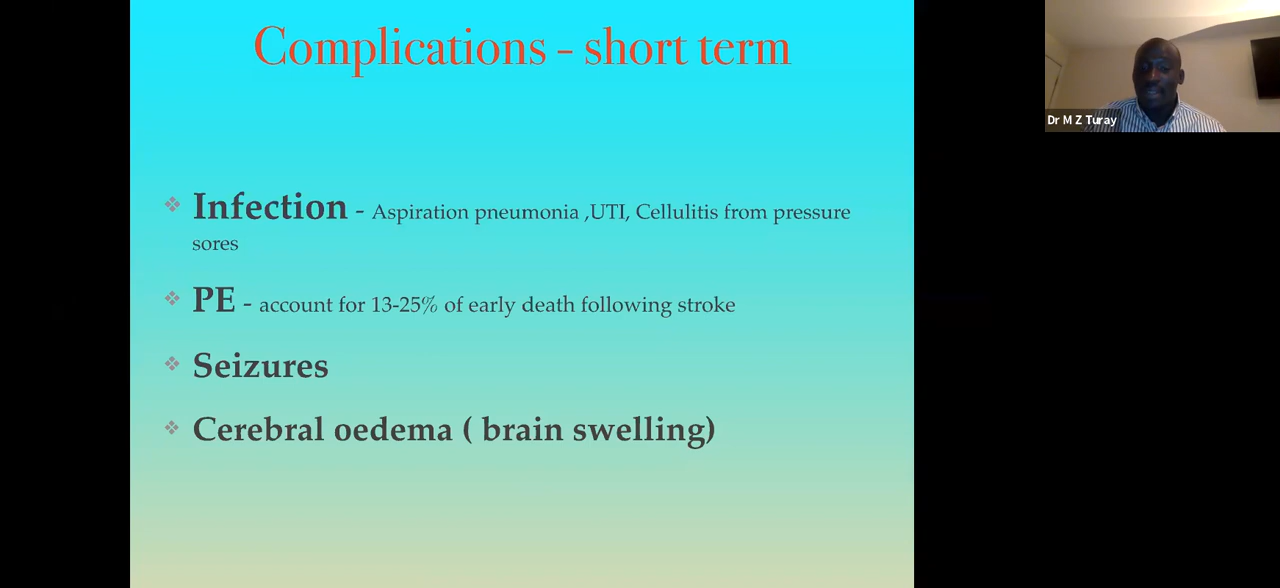 Complications - short term
Dr M Z Turay
❖ Infection - Aspiration pneumonia ,UTI, Cellulitis from pressure
sores
❖ PE - account for 13-25% of early death following stroke
❖ Seizures
❖ Cerebral oedema ( brain swelling)